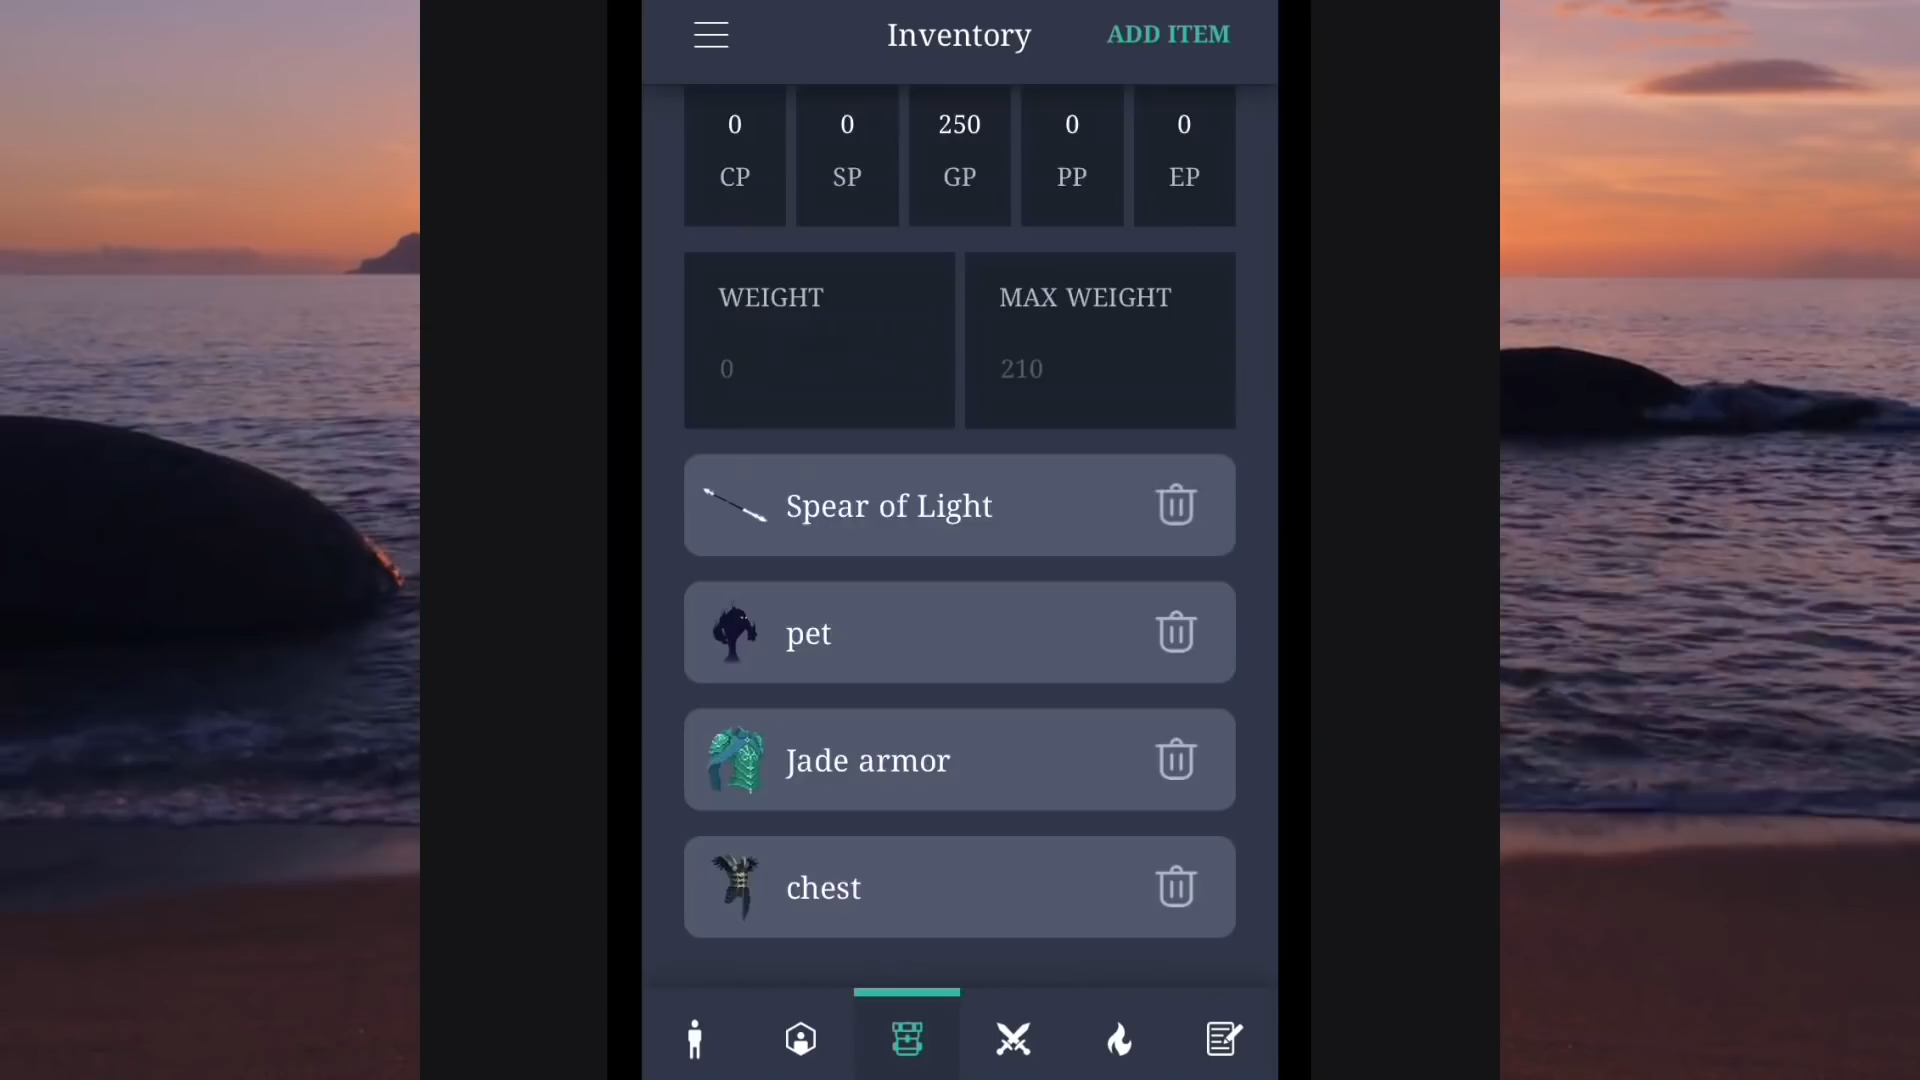 Inventory
ADD ITEM
0 0 250 0 0
CP SP GP PP EP
WEIGHT MAX WEIGHT
0 210
Spear of Light
pet
Jade armor
chest